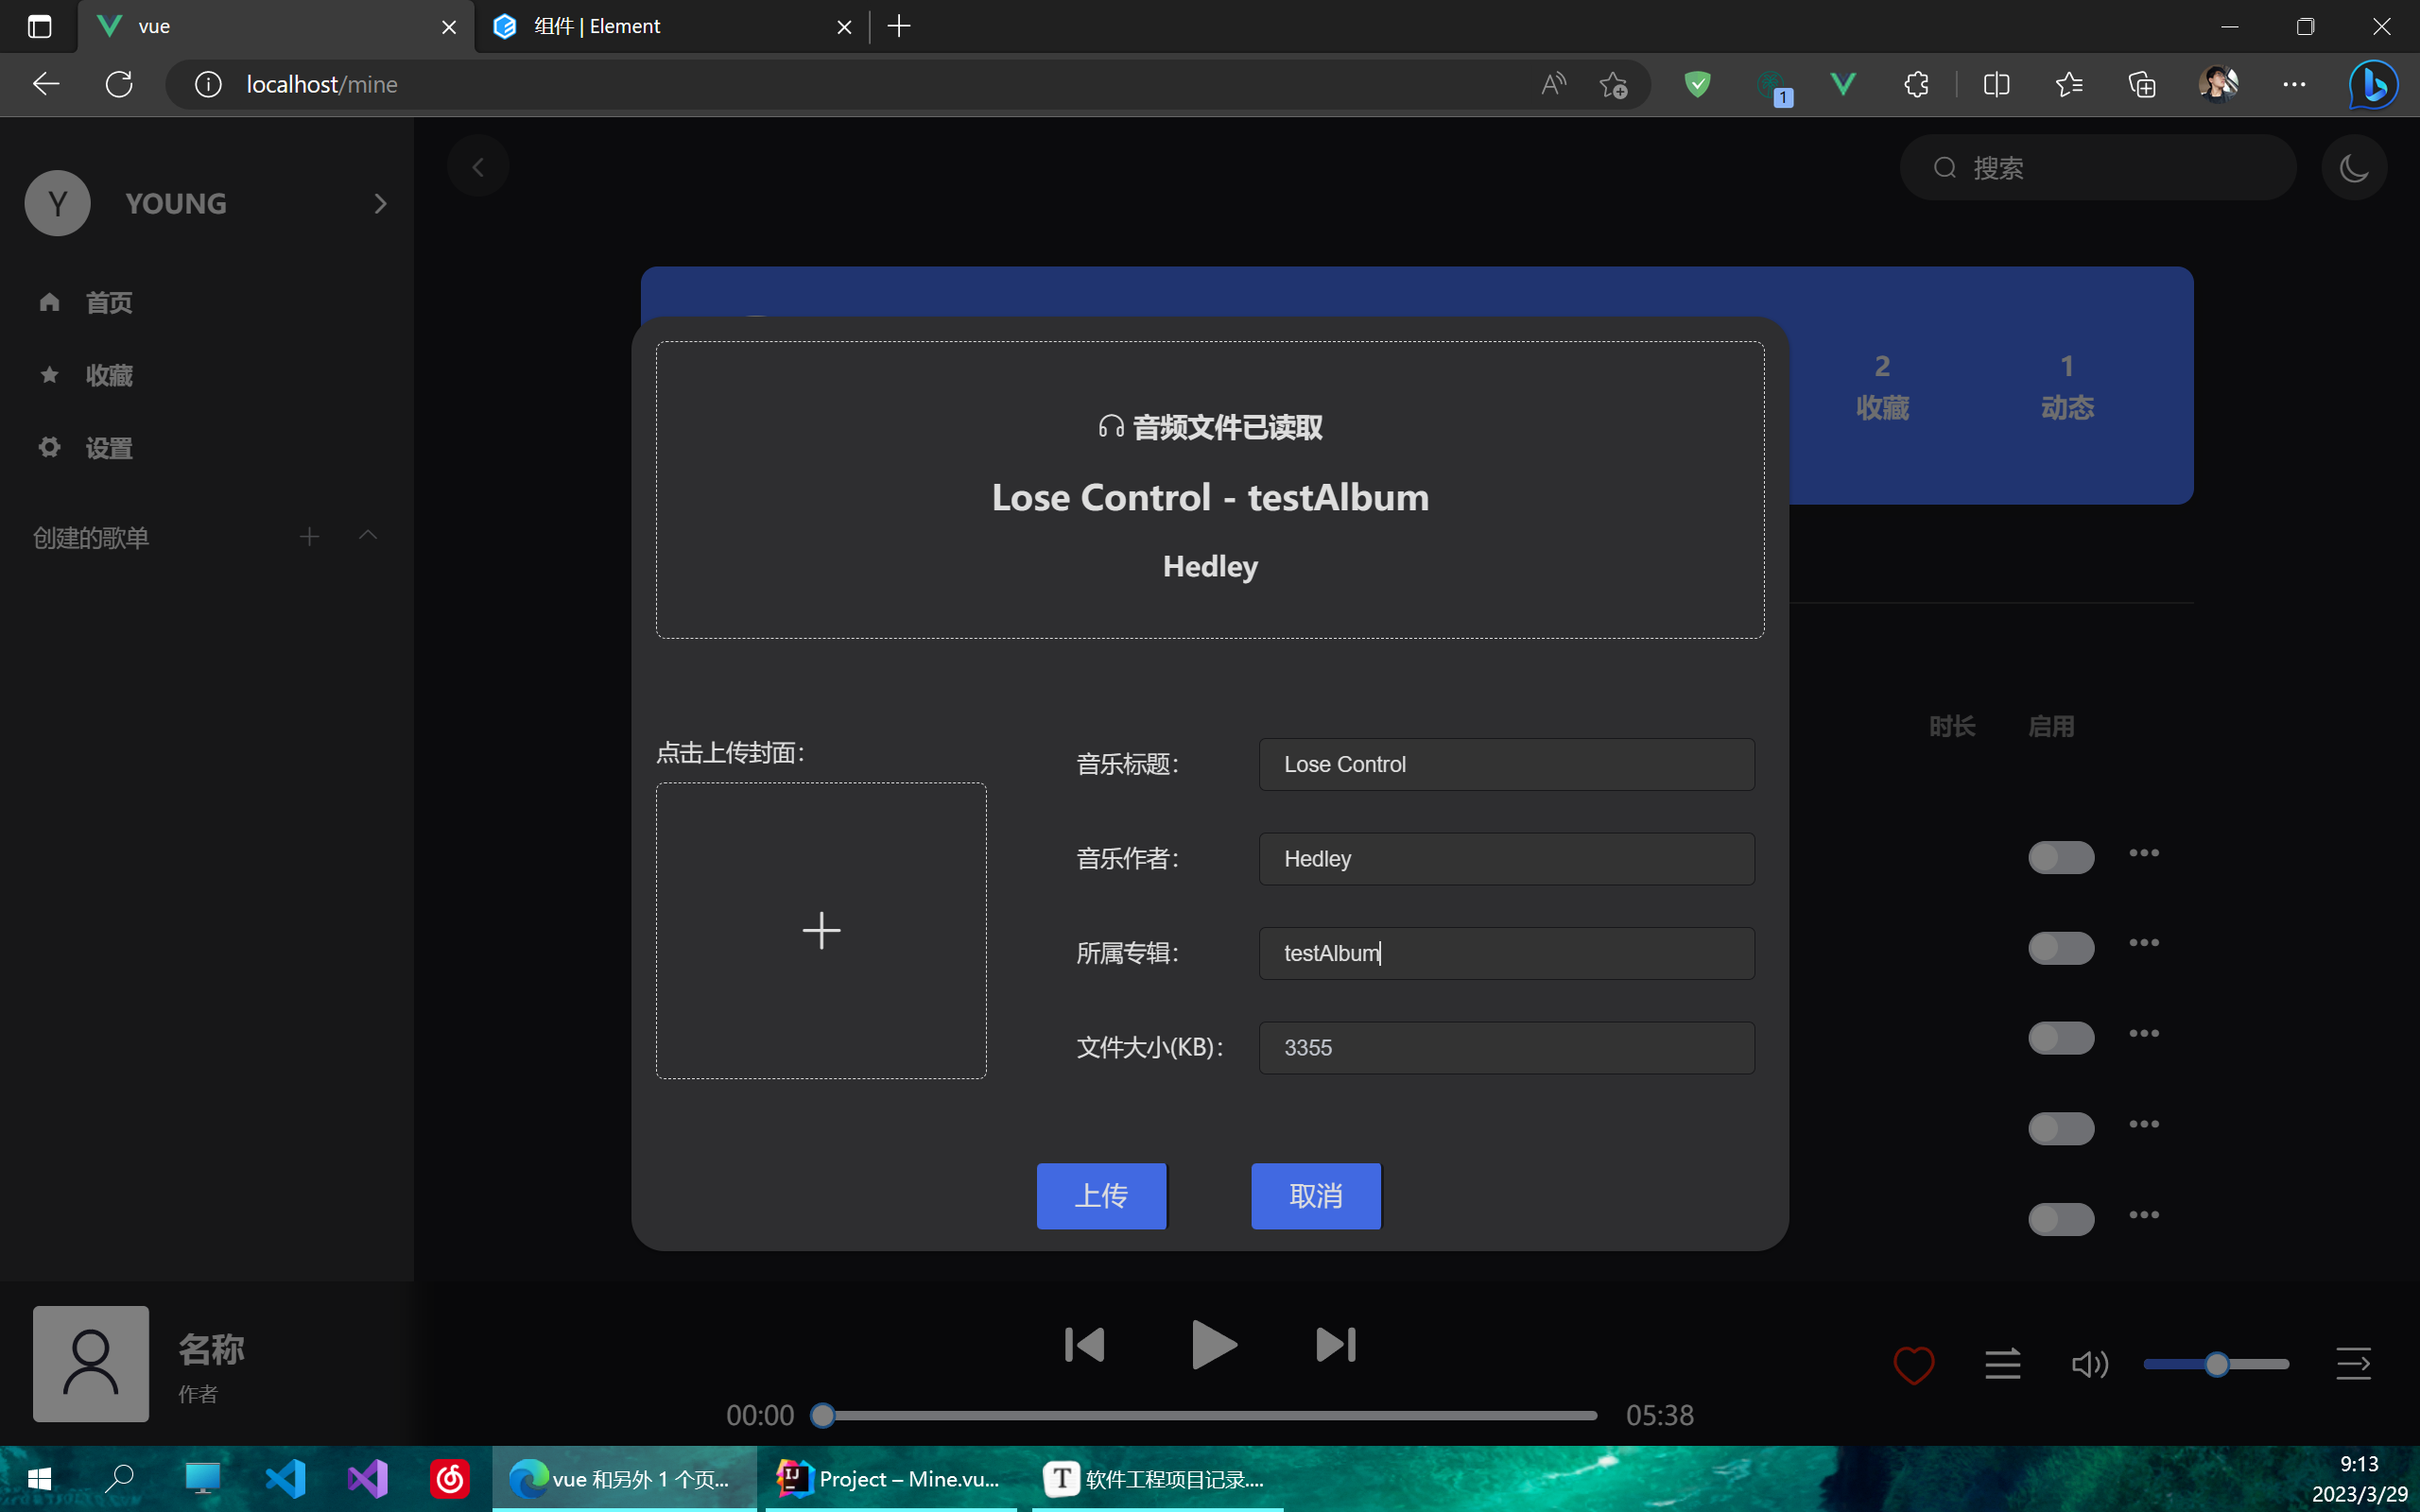 vue
组件 | Element
localhost/mine
1
Y
YOUNG
搜索
首页
收藏
设置
创建的歌单
2
收藏
1
动态
音频文件已读取
Lose Control - testAlbum
Hedley
时长
启用
点击上传封面：
音乐标题：
Lose Control
音乐作者：
Hedley
所属专辑：
testAlbum
文件大小(KB)：
3355
上传
取消
名称
作者
00:00
05:38
vue 和另外 1 个页...
Project – Mine.vu...
软件工程项目记录....
9:13
2023/3/29